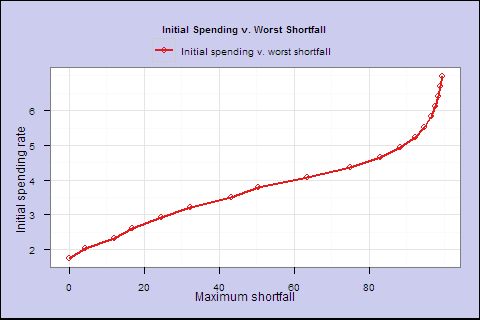 Initial Spending v. Worst Shortfall
Initial spending v. worst shortfall
Initial spending rate
6
5
4
3
2
0 20 40 60 80
Maximum shortfall